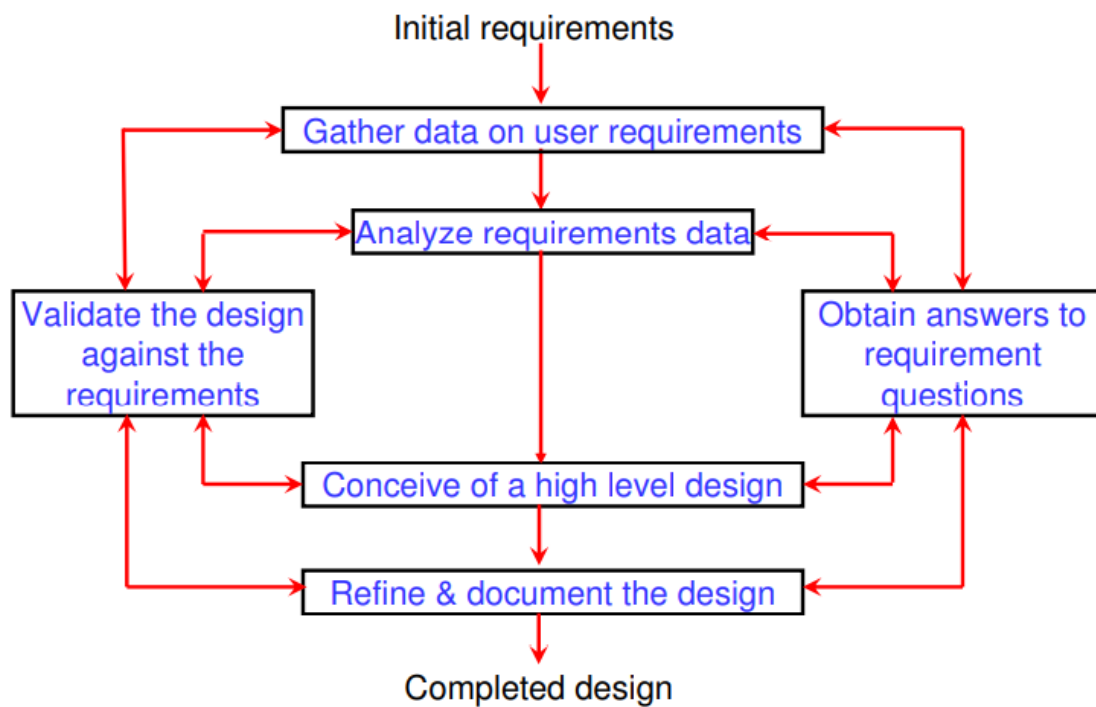 Initial requirements
Gather data on user requirements
Analyze requirements data
Validate the design
against the
requirements
Obtain answers to
requirement
questions
Conceive of a high level design
Refine & document the design
Completed design